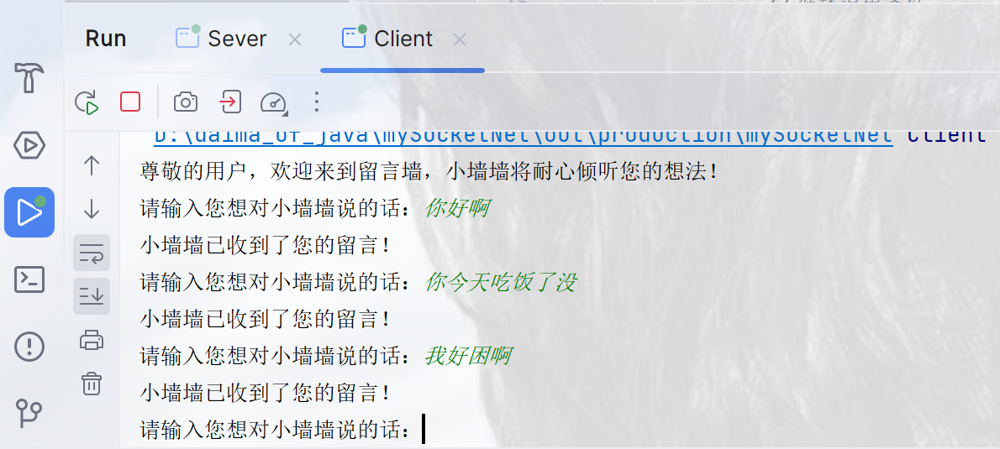 Run Sever Client
D:\daima_of_java\mySocketNet\out\production\mySocketNet Client
尊敬的用户，欢迎来到留言墙，小墙墙将耐心倾听您的想法！
请输入您想对小墙墙说的话：你好啊
小墙墙已收到了您的留言！
请输入您想对小墙墙说的话：你今天吃饭了没
小墙墙已收到了您的留言！
请输入您想对小墙墙说的话：我好困啊
小墙墙已收到了您的留言！
请输入您想对小墙墙说的话：